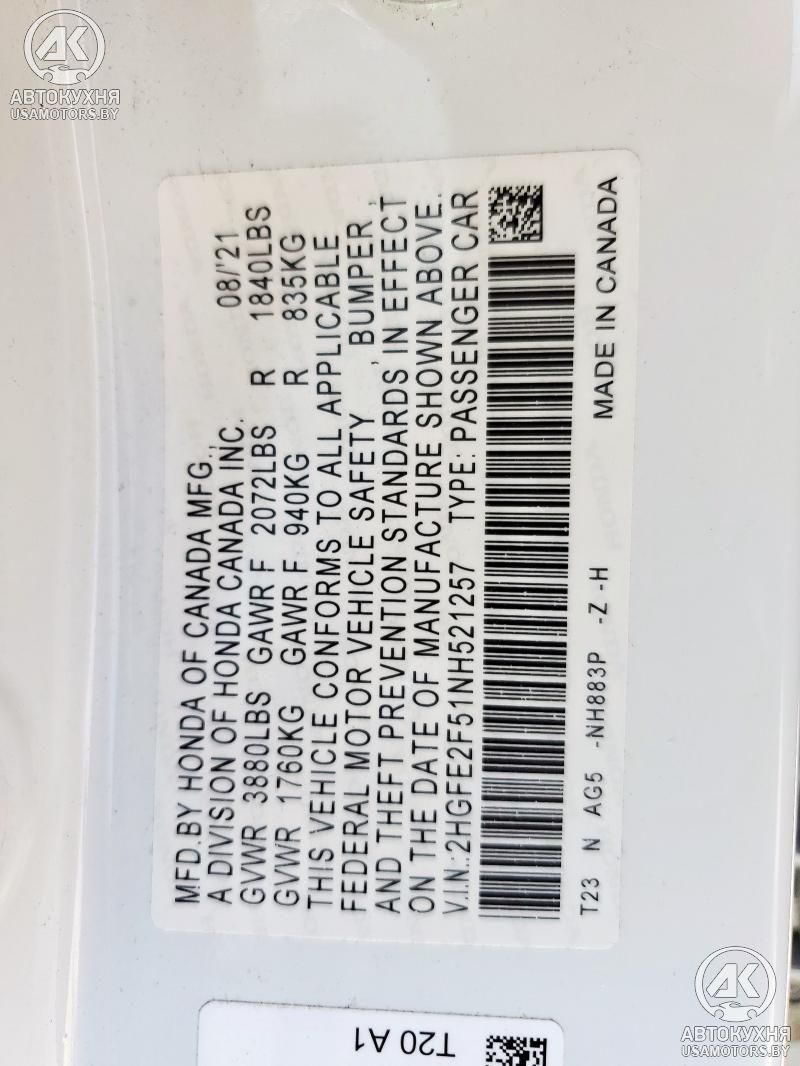 AK
АВТОКУХНЯ
USAMOTORS.BY
MFD.BY HONDA OF CANADA MFG., 08/'21
A DIVISION OF HONDA CANADA INC.
GVWR 3880LBS GAWR F 2072LBS R 1840LBS
GVWR 1760KG GAWR F 940KG R 835KG
THIS VEHICLE CONFORMS TO ALL APPLICABLE
FEDERAL MOTOR VEHICLE SAFETY , BUMPER ,
AND THEFT PREVENTION STANDARDS IN EFFECT
ON THE DATE OF MANUFACTURE SHOWN ABOVE.
V.I.N.:2HGFE2F51NH521257 TYPE: PASSENGER CAR
T23 N AG5 -NH883P -Z -H MADE IN CANADA
T20 A1
AK
АВТОКУХНЯ
USAMOTORS.BY